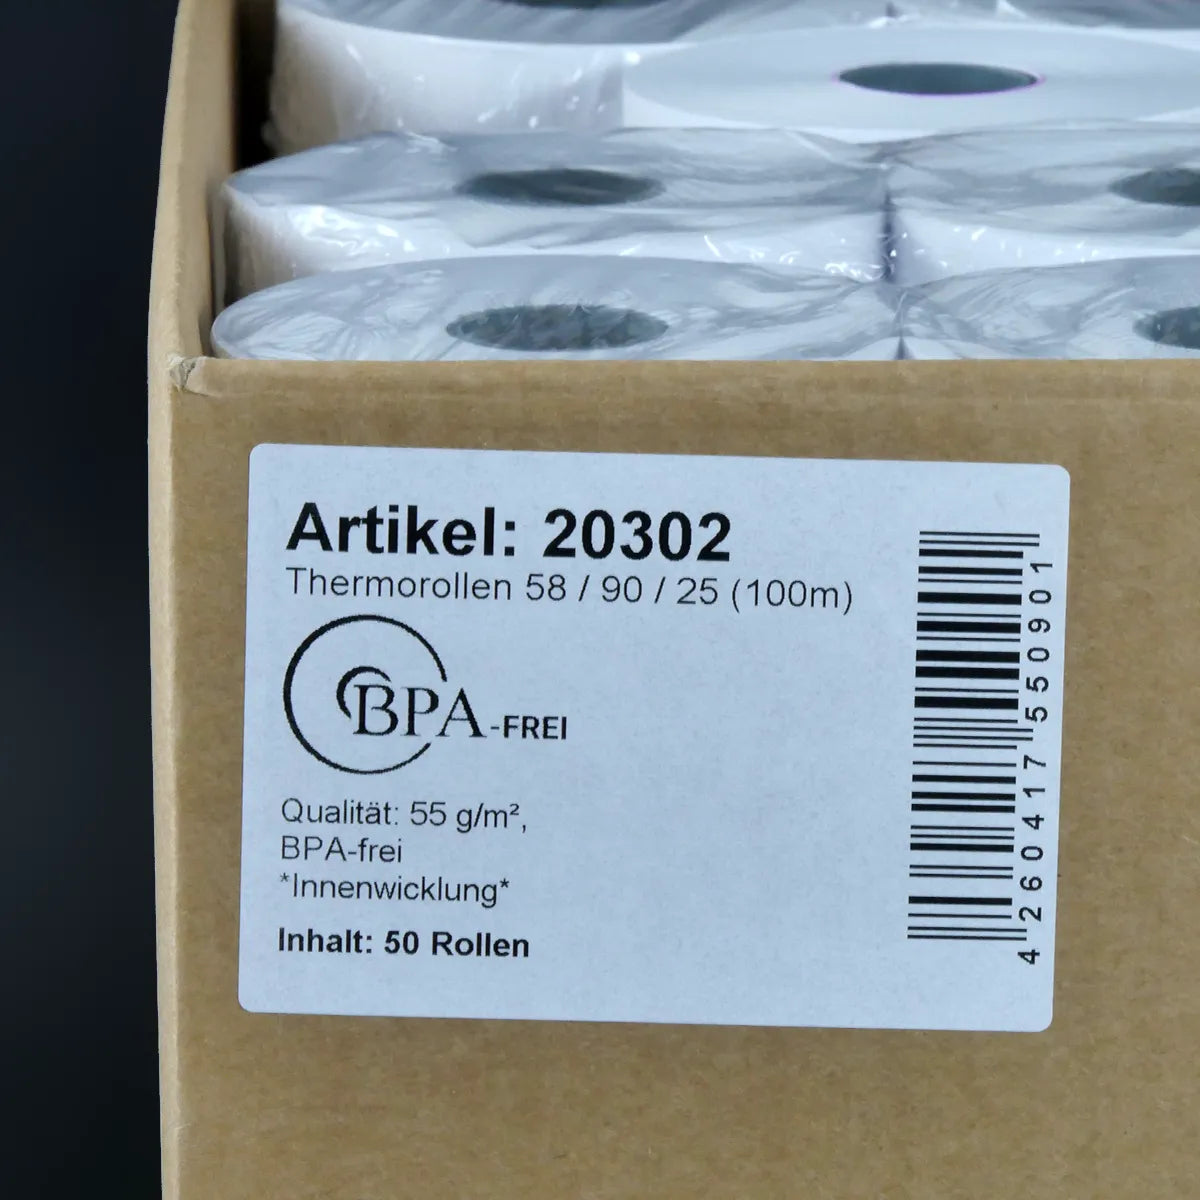 Artikel: 20302
Thermorollen 58 / 90 / 25 (100m)
BPA-FREI
Qualität: 55 g/m²,
BPA-frei
*Innenwicklung*
Inhalt: 50 Rollen
4 260417 550901